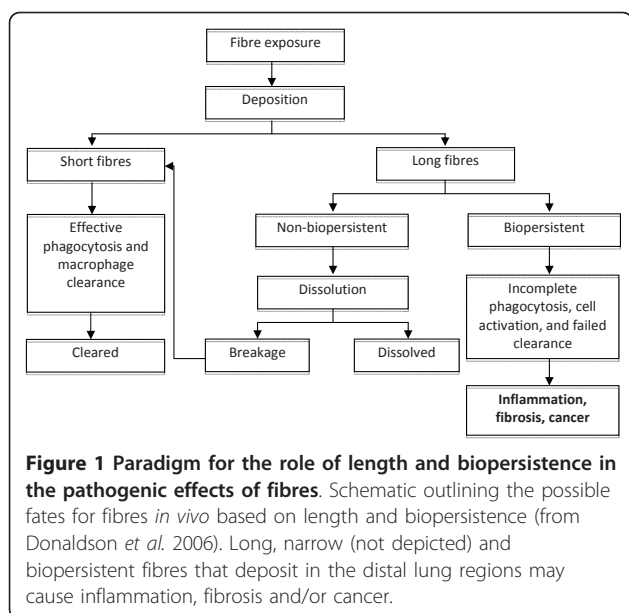 Fibre exposure
Deposition
Short fibres
Long fibres
Effective
phagocytosis and
macrophage
clearance
Non-biopersistent
Biopersistent
Dissolution
Incomplete
phagocytosis, cell
activation, and failed
clearance
Cleared
Breakage
Dissolved
Inflammation,
fibrosis, cancer
Figure 1 Paradigm for the role of length and biopersistence in
the pathogenic effects of fibres. Schematic outlining the possible
fates for fibres in vivo based on length and biopersistence (from
Donaldson et al. 2006). Long, narrow (not depicted) and
biopersistent fibres that deposit in the distal lung regions may
cause inflammation, fibrosis and/or cancer.